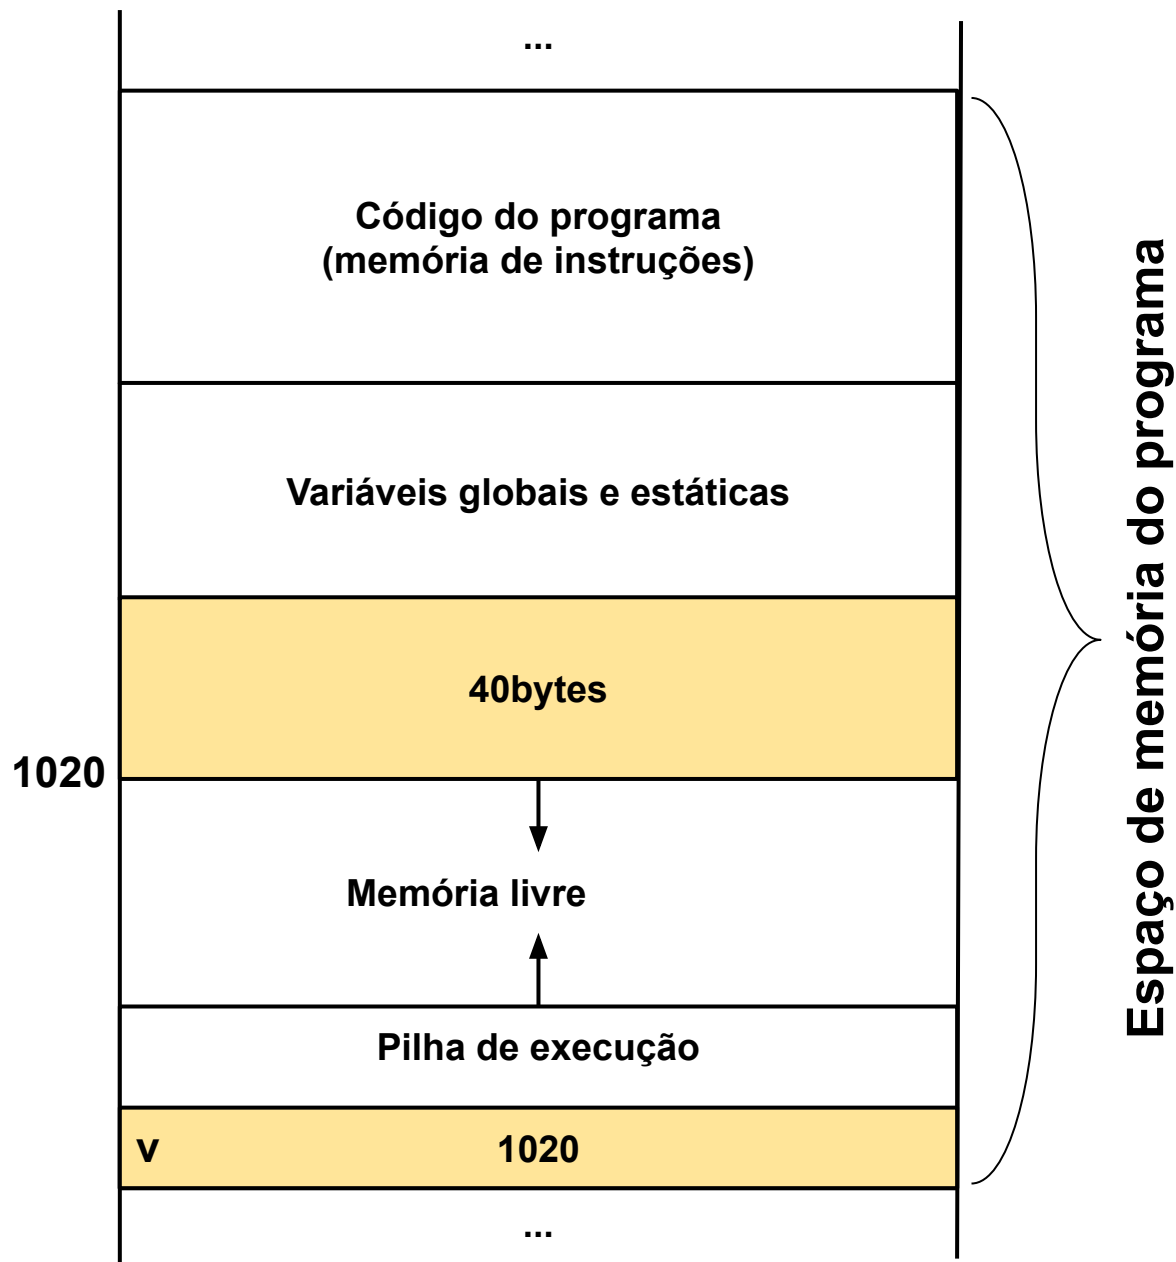 ...
Código do programa
(memória de instruções)
Variáveis globais e estáticas
40bytes
1020
Memória livre
Pilha de execução
v 1020
...
Espaço de memória do programa